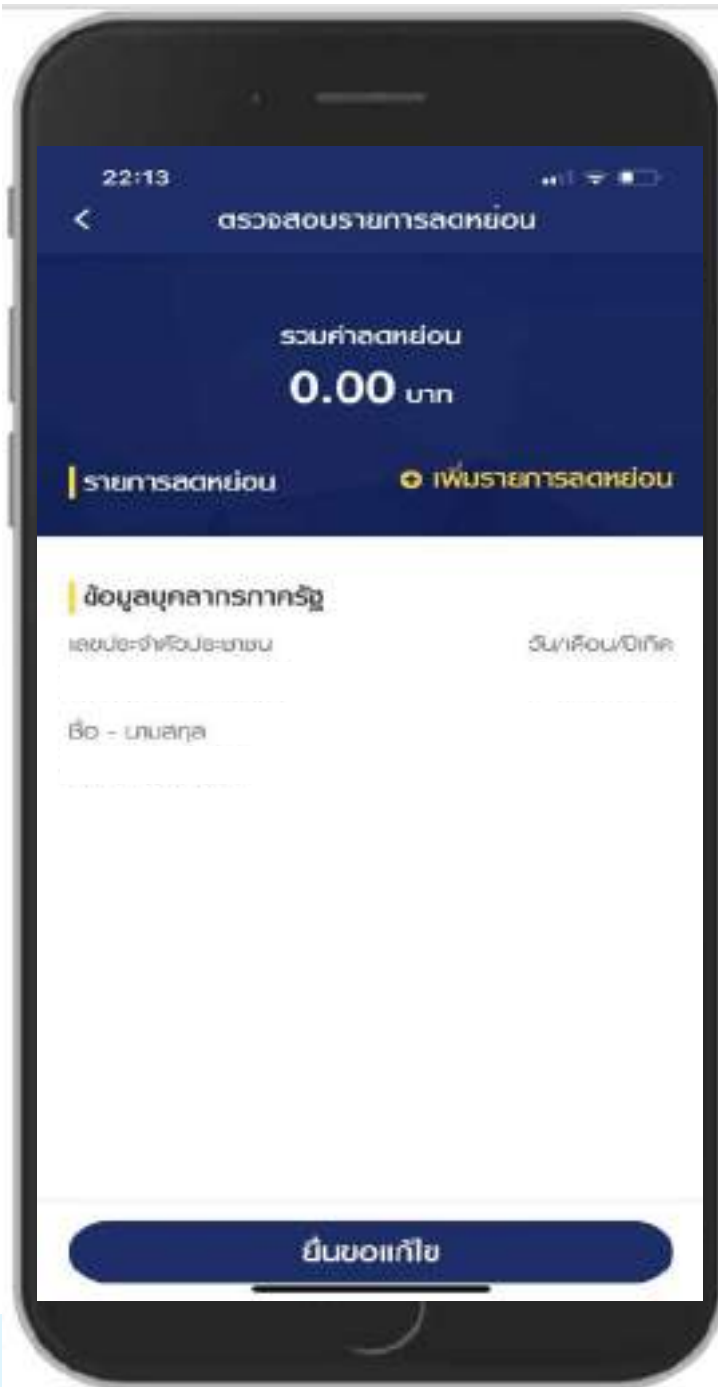 22:13
ตรวจสอบรายการลดหย่อน
รวมค่าลดหย่อน
0.00 บาท
รายการลดหย่อน เพิ่มรายการลดหย่อน
ข้อมูลบุคลากรภาครัฐ
เลขประจำตัวประชาชน วัน/เดือน/ปีเกิด
ชื่อ - นามสกุล
ยื่นขอแก้ไข